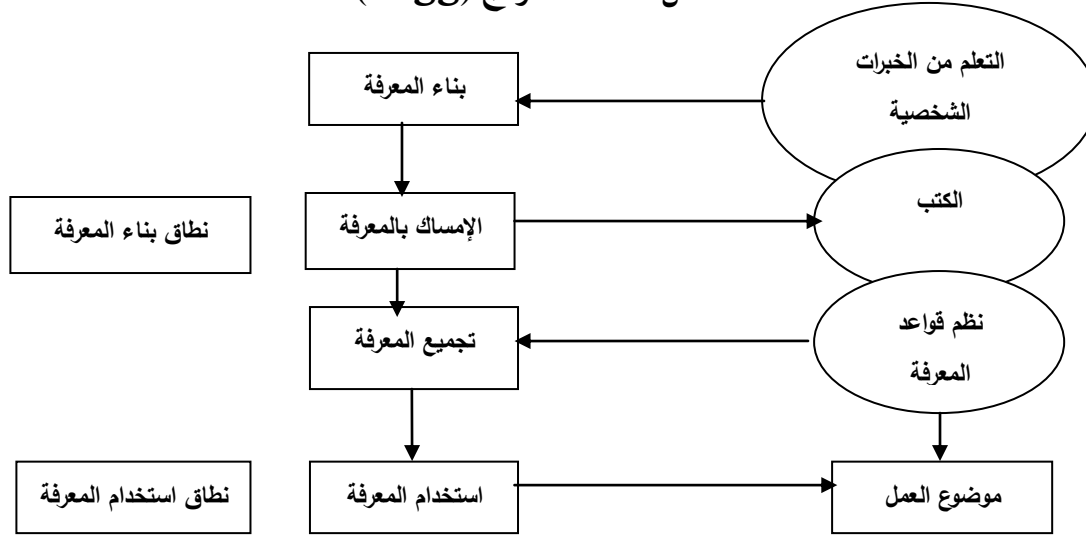 (Wiig)
التعلم من الخبرات
الشخصية
بناء المعرفة
الكتب
الإمساك بالمعرفة
نطاق بناء المعرفة
نظم قواعد
المعرفة
تجميع المعرفة
موضوع العمل
استخدام المعرفة
نطاق استخدام المعرفة